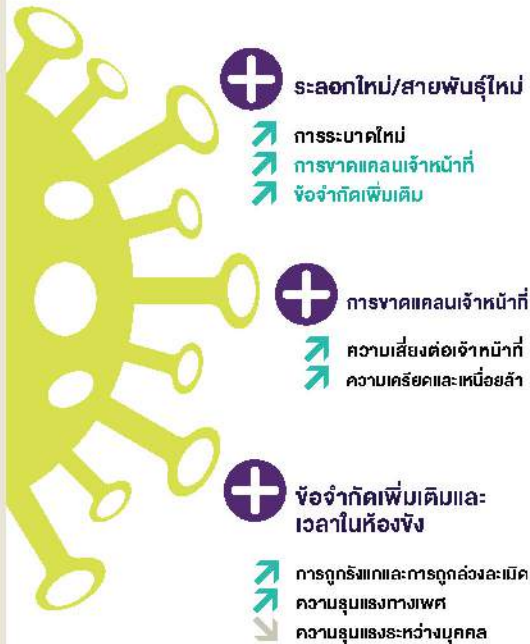 ระลอกใหม่/สายพันธุ์ใหม่
การระบาดใหม่
การขาดแคลนเจ้าหน้าที่
ข้อจำกัดเพิ่มเติม
การขาดแคลนเจ้าหน้าที่
ความเสี่ยงต่อเจ้าหน้าที่
ความเครียดและเหนื่อยล้า
ข้อจำกัดเพิ่มเติมและ
เวลาในห้องขัง
การถูกรังแกและการถูกล่วงละเมิด
ความรุนแรงทางเพศ
ความรุนแรงระหว่างบุคคล